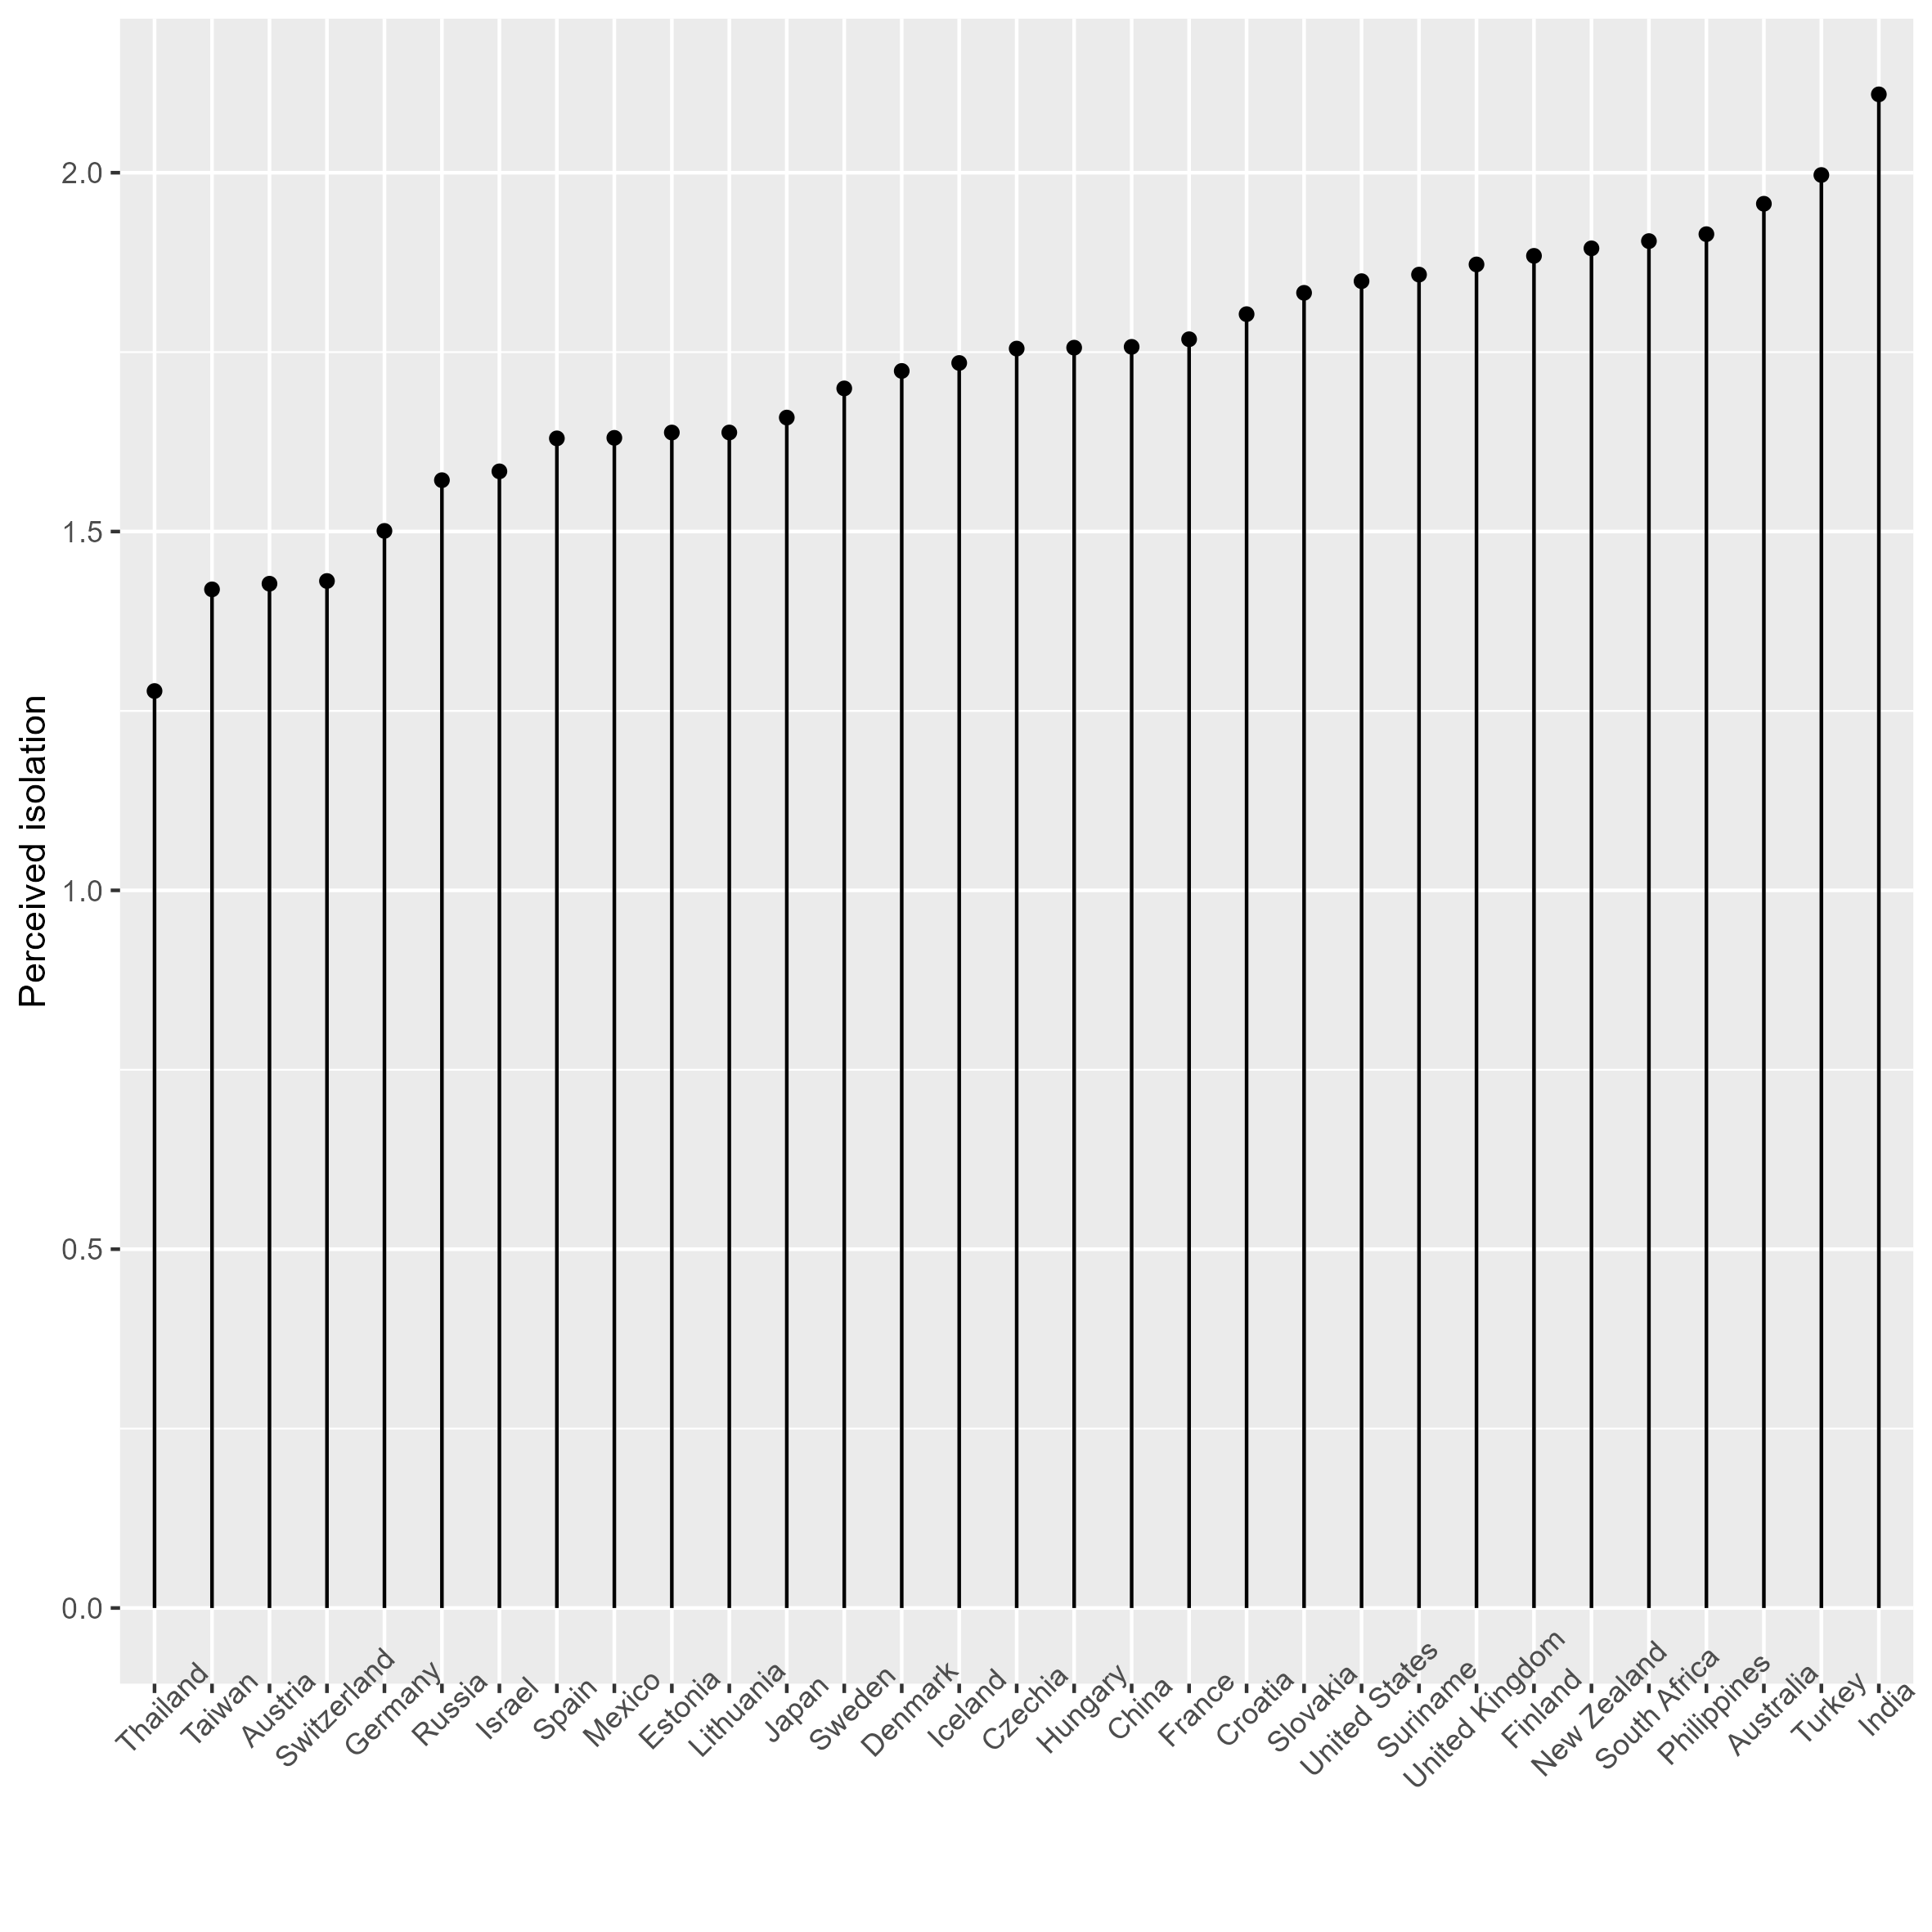 Perceived isolation
2.0
1.5
1.0
0.5
0.0
Thailand
Taiwan
Austria
Switzerland
Germany
Russia
Israel
Spain
Mexico
Estonia
Lithuania
Japan
Sweden
Denmark
Iceland
Czechia
Hungary
China
France
Croatia
Slovakia
United States
Suriname
United Kingdom
Finland
New Zealand
South Africa
Philippines
Australia
Turkey
India